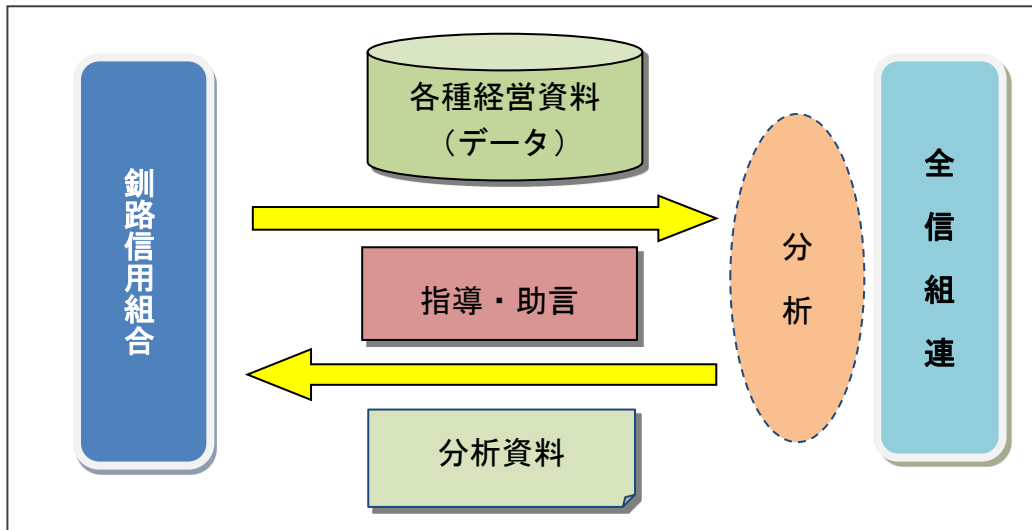 釧路信用組合
各種経営資料
（データ）
指導・助言
分析資料
分析
全信組連